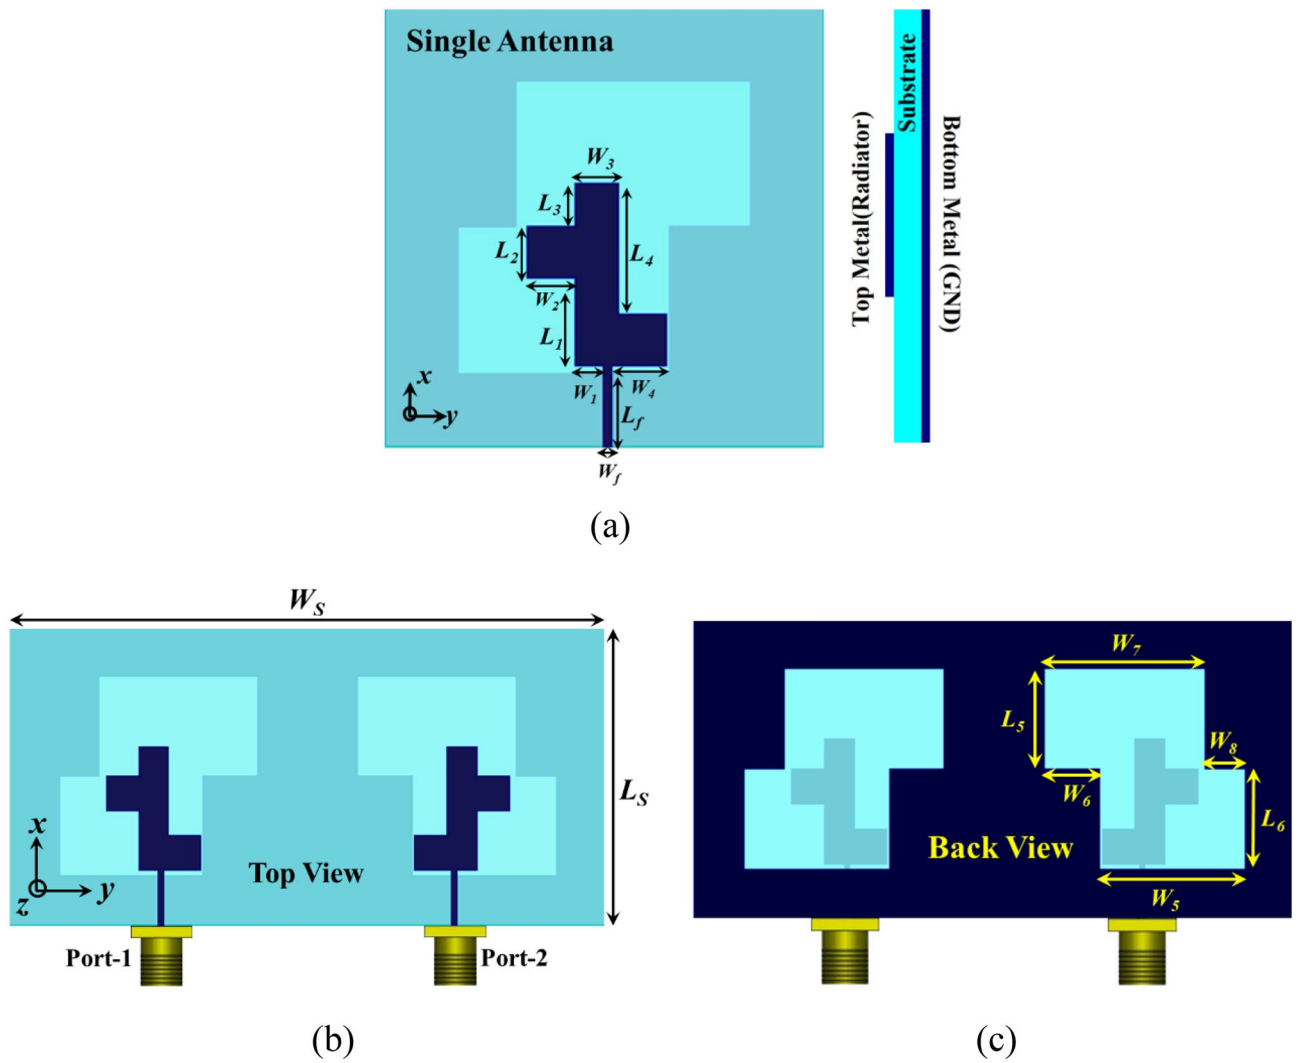 Single Antenna
W3
L3
L2
L4
W2
L1
W1
W4
Lf
Wf
x
y
Top Metal(Radiator)
Substrate
Bottom Metal (GND)
(a)
WS
LS
x
y
z
Top View
Port-1
Port-2
(b)
W7
L5
W8
W6
L6
Back View
W5
(c)